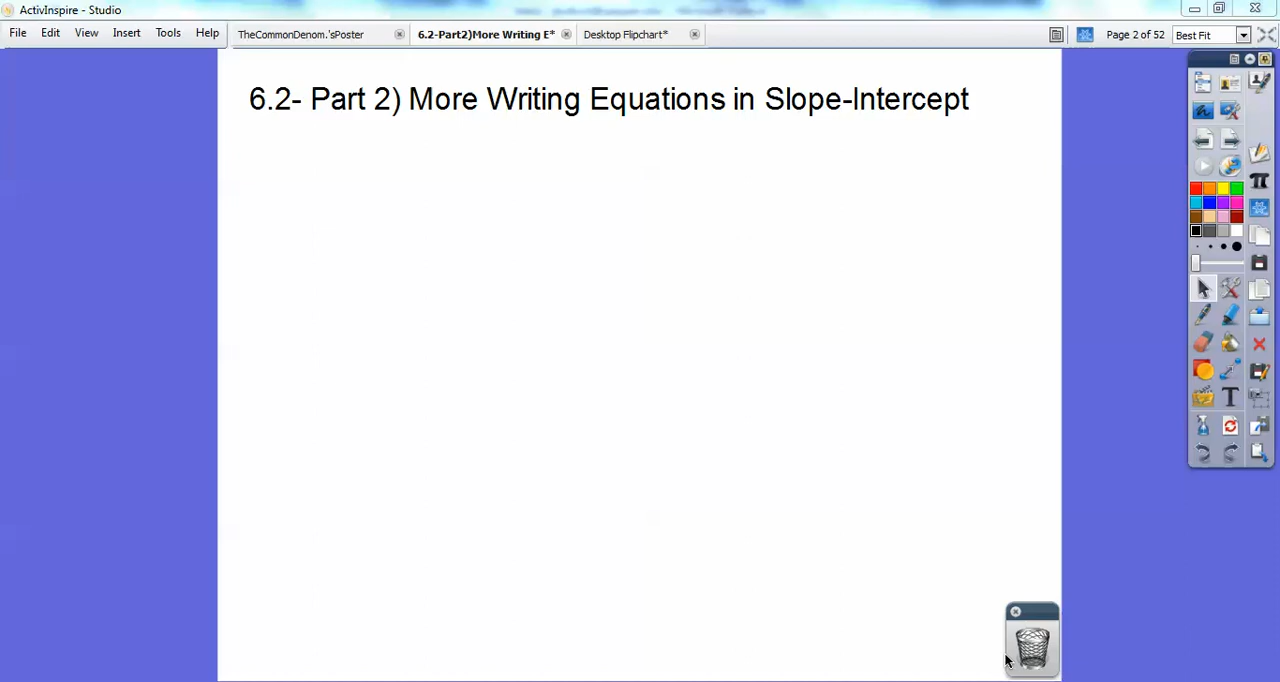 ActivInspire - Studio
File Edit View Insert Tools Help
TheCommonDenom.'sPoster 6.2-Part2)More Writing E* Desktop Flipchart* Page 2 of 52 Best Fit
6.2- Part 2) More Writing Equations in Slope-Intercept